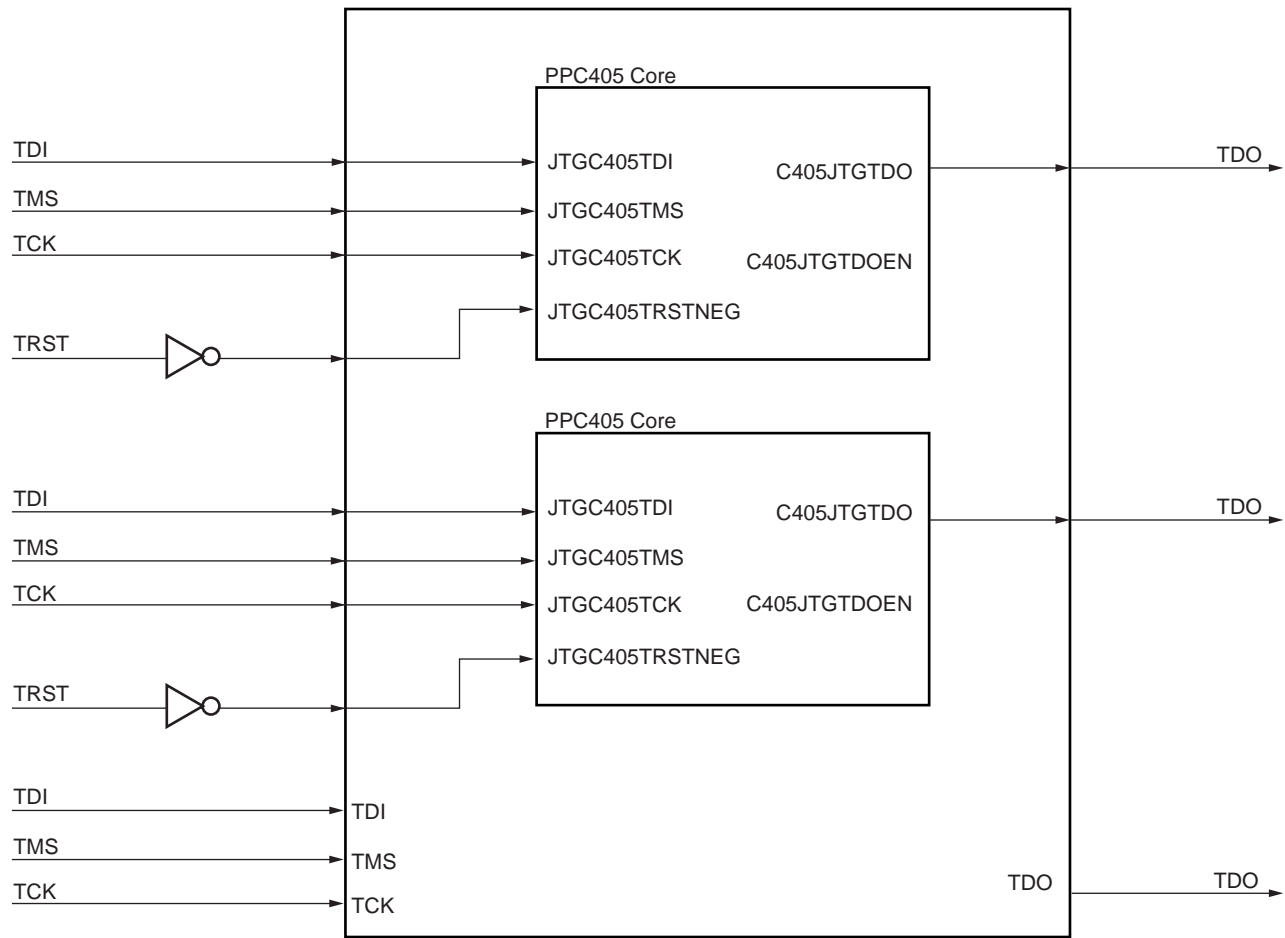 PPC405 Core
TDI
JTGC405TDI
C405JTGTDO
TDO
TMS
JTGC405TMS
TCK
JTGC405TCK
C405JTGTDOEN
JTGC405TRSTNEG
TRST
PPC405 Core
TDI
JTGC405TDI
C405JTGTDO
TDO
TMS
JTGC405TMS
TCK
JTGC405TCK
C405JTGTDOEN
JTGC405TRSTNEG
TRST
TDI
TDI
TMS
TMS
TCK
TCK
TDO
TDO